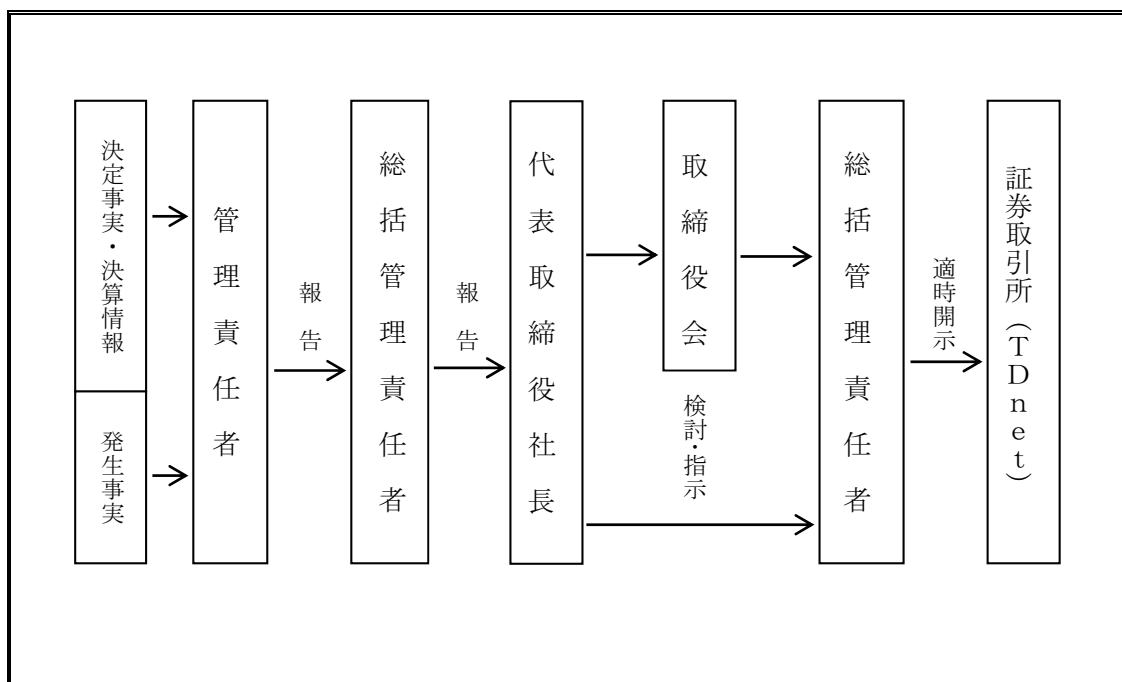 決定事実・決算情報
発生事実
管理責任者
報告
総括管理責任者
報告
代表取締役社長
取締役会
検討・指示
総括管理責任者
適時開示
証券取引所（TDnet）